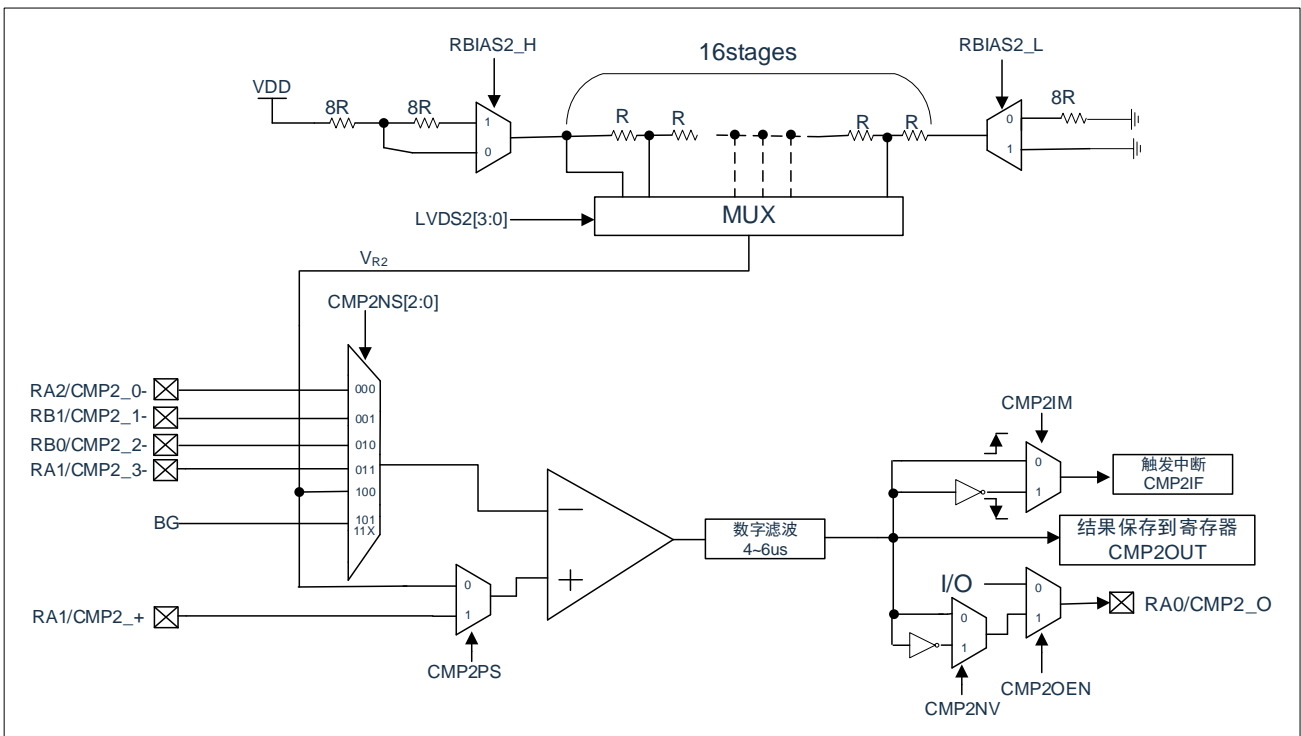 RBIAS2_H
16stages
RBIAS2_L
VDD
8R
8R
1
0
R
R
R
R
0
1
8R
LVDS2[3:0]
MUX
VR2
CMP2NS[2:0]
RA2/CMP2_0-
000
RB1/CMP2_1-
001
RB0/CMP2_2-
010
RA1/CMP2_3-
011
100
BG
101
11X
CMP2IM
0
1
触发中断
CMP2IF
数字滤波
4~6us
结果保存到寄存器
CMP2OUT
0
1
RA1/CMP2_+
CMP2PS
I/O
0
1
0
1
RA0/CMP2_O
CMP2OEN
CMP2NV